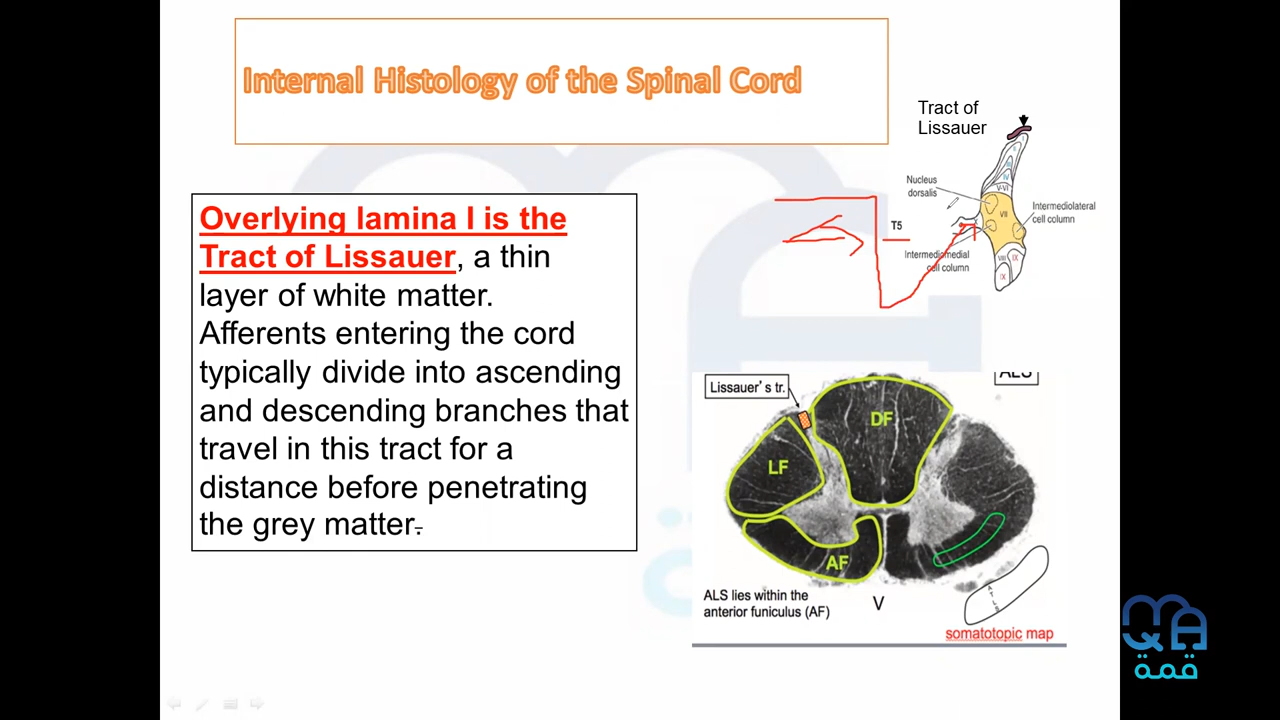 Internal Histology of the Spinal Cord
Overlying lamina I is the
Tract of Lissauer, a thin
layer of white matter.
Afferents entering the cord
typically divide into ascending
and descending branches that
travel in this tract for a
distance before penetrating
the grey matter.
Tract of
Lissauer
Nucleus
dorsalis
IV
V-VI
VII
Intermediolateral
cell column
T5
Intermediomedial
cell column
VIII
IX
IX
ALS
Lissauer's tr.
DF
LF
AF
ALS lies within the
anterior funiculus (AF)
V
somatotopic map
QA
قمة